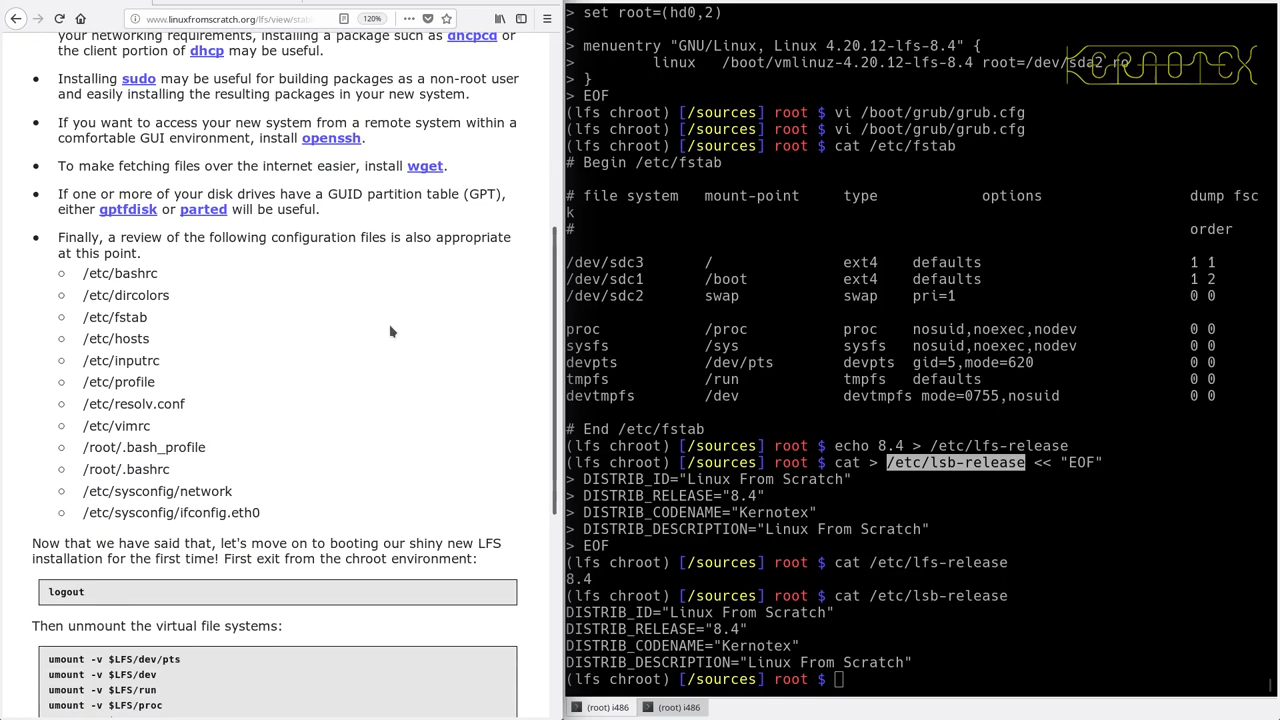 www.linuxfromscratch.org/lfs/view/stabl
120%
your networking requirements, installing a package such as dhcpcd or
the client portion of dhcp may be useful.
Installing sudo may be useful for building packages as a non-root user
and easily installing the resulting packages in your new system.
If you want to access your new system from a remote system within a
comfortable GUI environment, install openssh.
To make fetching files over the internet easier, install wget.
If one or more of your disk drives have a GUID partition table (GPT),
either gptfdisk or parted will be useful.
Finally, a review of the following configuration files is also appropriate
at this point.
/etc/bashrc
/etc/dircolors
/etc/fstab
/etc/hosts
/etc/inputrc
/etc/profile
/etc/resolv.conf
/etc/vimrc
/root/.bash_profile
/root/.bashrc
/etc/sysconfig/network
/etc/sysconfig/ifconfig.eth0
Now that we have said that, let's move on to booting our shiny new LFS
installation for the first time! First exit from the chroot environment:
logout
Then unmount the virtual file systems:
umount -v $LFS/dev/pts
umount -v $LFS/dev
umount -v $LFS/run
umount -v $LFS/proc
> set root=(hd0,2)
>
> menuentry "GNU/Linux, Linux 4.20.12-lfs-8.4" {
> linux /boot/vmlinuz-4.20.12-lfs-8.4 root=/dev/sda2 ro
> }
> EOF
(lfs chroot) [/sources] root $ vi /boot/grub/grub.cfg
(lfs chroot) [/sources] root $ vi /boot/grub/grub.cfg
(lfs chroot) [/sources] root $ cat /etc/fstab
# Begin /etc/fstab
# file system mount-point type options dump fsc
k
# order
/dev/sdc3 / ext4 defaults 1 1
/dev/sdc1 /boot ext4 defaults 1 2
/dev/sdc2 swap swap pri=1 0 0
proc /proc proc nosuid,noexec,nodev 0 0
sysfs /sys sysfs nosuid,noexec,nodev 0 0
devpts /dev/pts devpts gid=5,mode=620 0 0
tmpfs /run tmpfs defaults 0 0
devtmpfs /dev devtmpfs mode=0755,nosuid 0 0
# End /etc/fstab
(lfs chroot) [/sources] root $ echo 8.4 > /etc/lfs-release
(lfs chroot) [/sources] root $ cat > /etc/lsb-release << "EOF"
> DISTRIB_ID="Linux From Scratch"
> DISTRIB_RELEASE="8.4"
> DISTRIB_CODENAME="Kernotex"
> DISTRIB_DESCRIPTION="Linux From Scratch"
> EOF
(lfs chroot) [/sources] root $ cat /etc/lfs-release
8.4
(lfs chroot) [/sources] root $ cat /etc/lsb-release
DISTRIB_ID="Linux From Scratch"
DISTRIB_RELEASE="8.4"
DISTRIB_CODENAME="Kernotex"
DISTRIB_DESCRIPTION="Linux From Scratch"
(lfs chroot) [/sources] root $
KERNOTEX
(root) i486
(root) i486